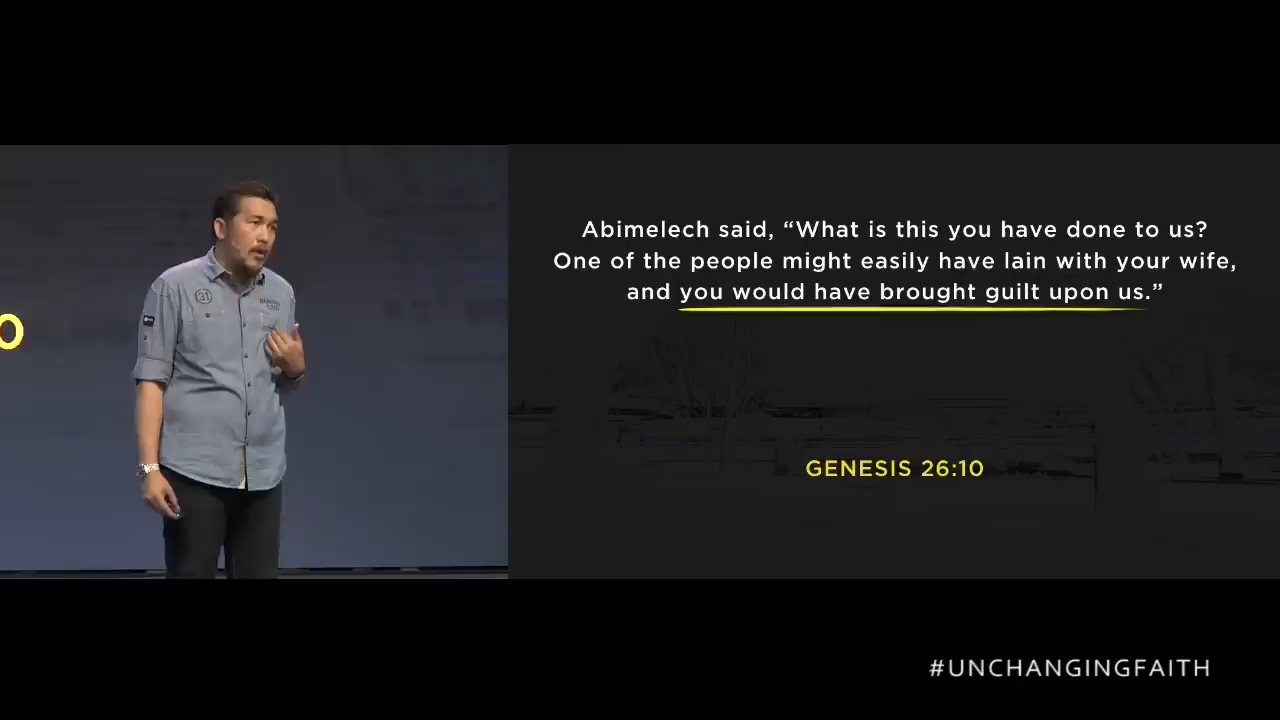 O
31
Abimelech said, “What is this you have done to us?
One of the people might easily have lain with your wife,
and you would have brought guilt upon us.”
GENESIS 26:10
#UNCHANGINGFAITH